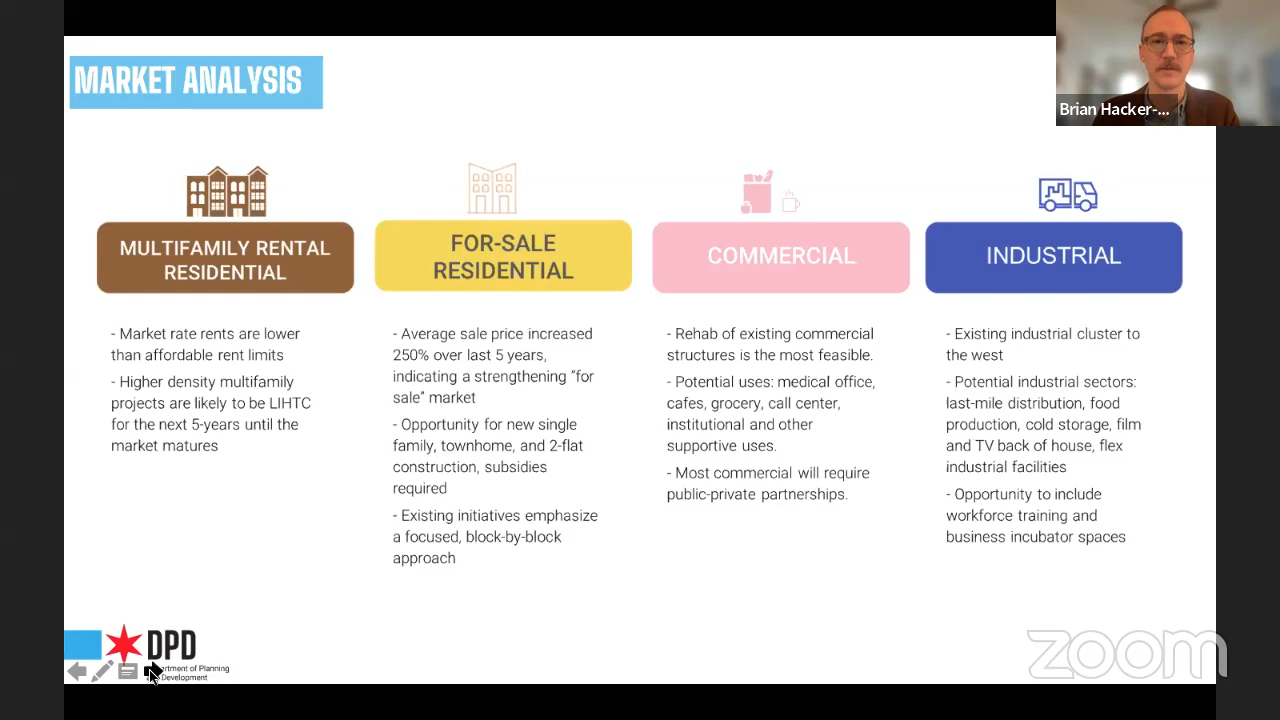 MARKET ANALYSIS
Brian Hacker-...
MULTIFAMILY RENTAL
RESIDENTIAL
- Market rate rents are lower
than affordable rent limits
- Higher density multifamily
projects are likely to be LIHTC
for the next 5-years until the
market matures
FOR-SALE
RESIDENTIAL
- Average sale price increased
250% over last 5 years,
indicating a strengthening “for
sale” market
- Opportunity for new single
family, townhome, and 2-flat
construction, subsidies
required
- Existing initiatives emphasize
a focused, block-by-block
approach
COMMERCIAL
- Rehab of existing commercial
structures is the most feasible.
- Potential uses: medical office,
cafes, grocery, call center,
institutional and other
supportive uses.
- Most commercial will require
public-private partnerships.
INDUSTRIAL
- Existing industrial cluster to
the west
- Potential industrial sectors:
last-mile distribution, food
production, cold storage, film
and TV back of house, flex
industrial facilities
- Opportunity to include
workforce training and
business incubator spaces
DPD
of Planning
Development
zoom